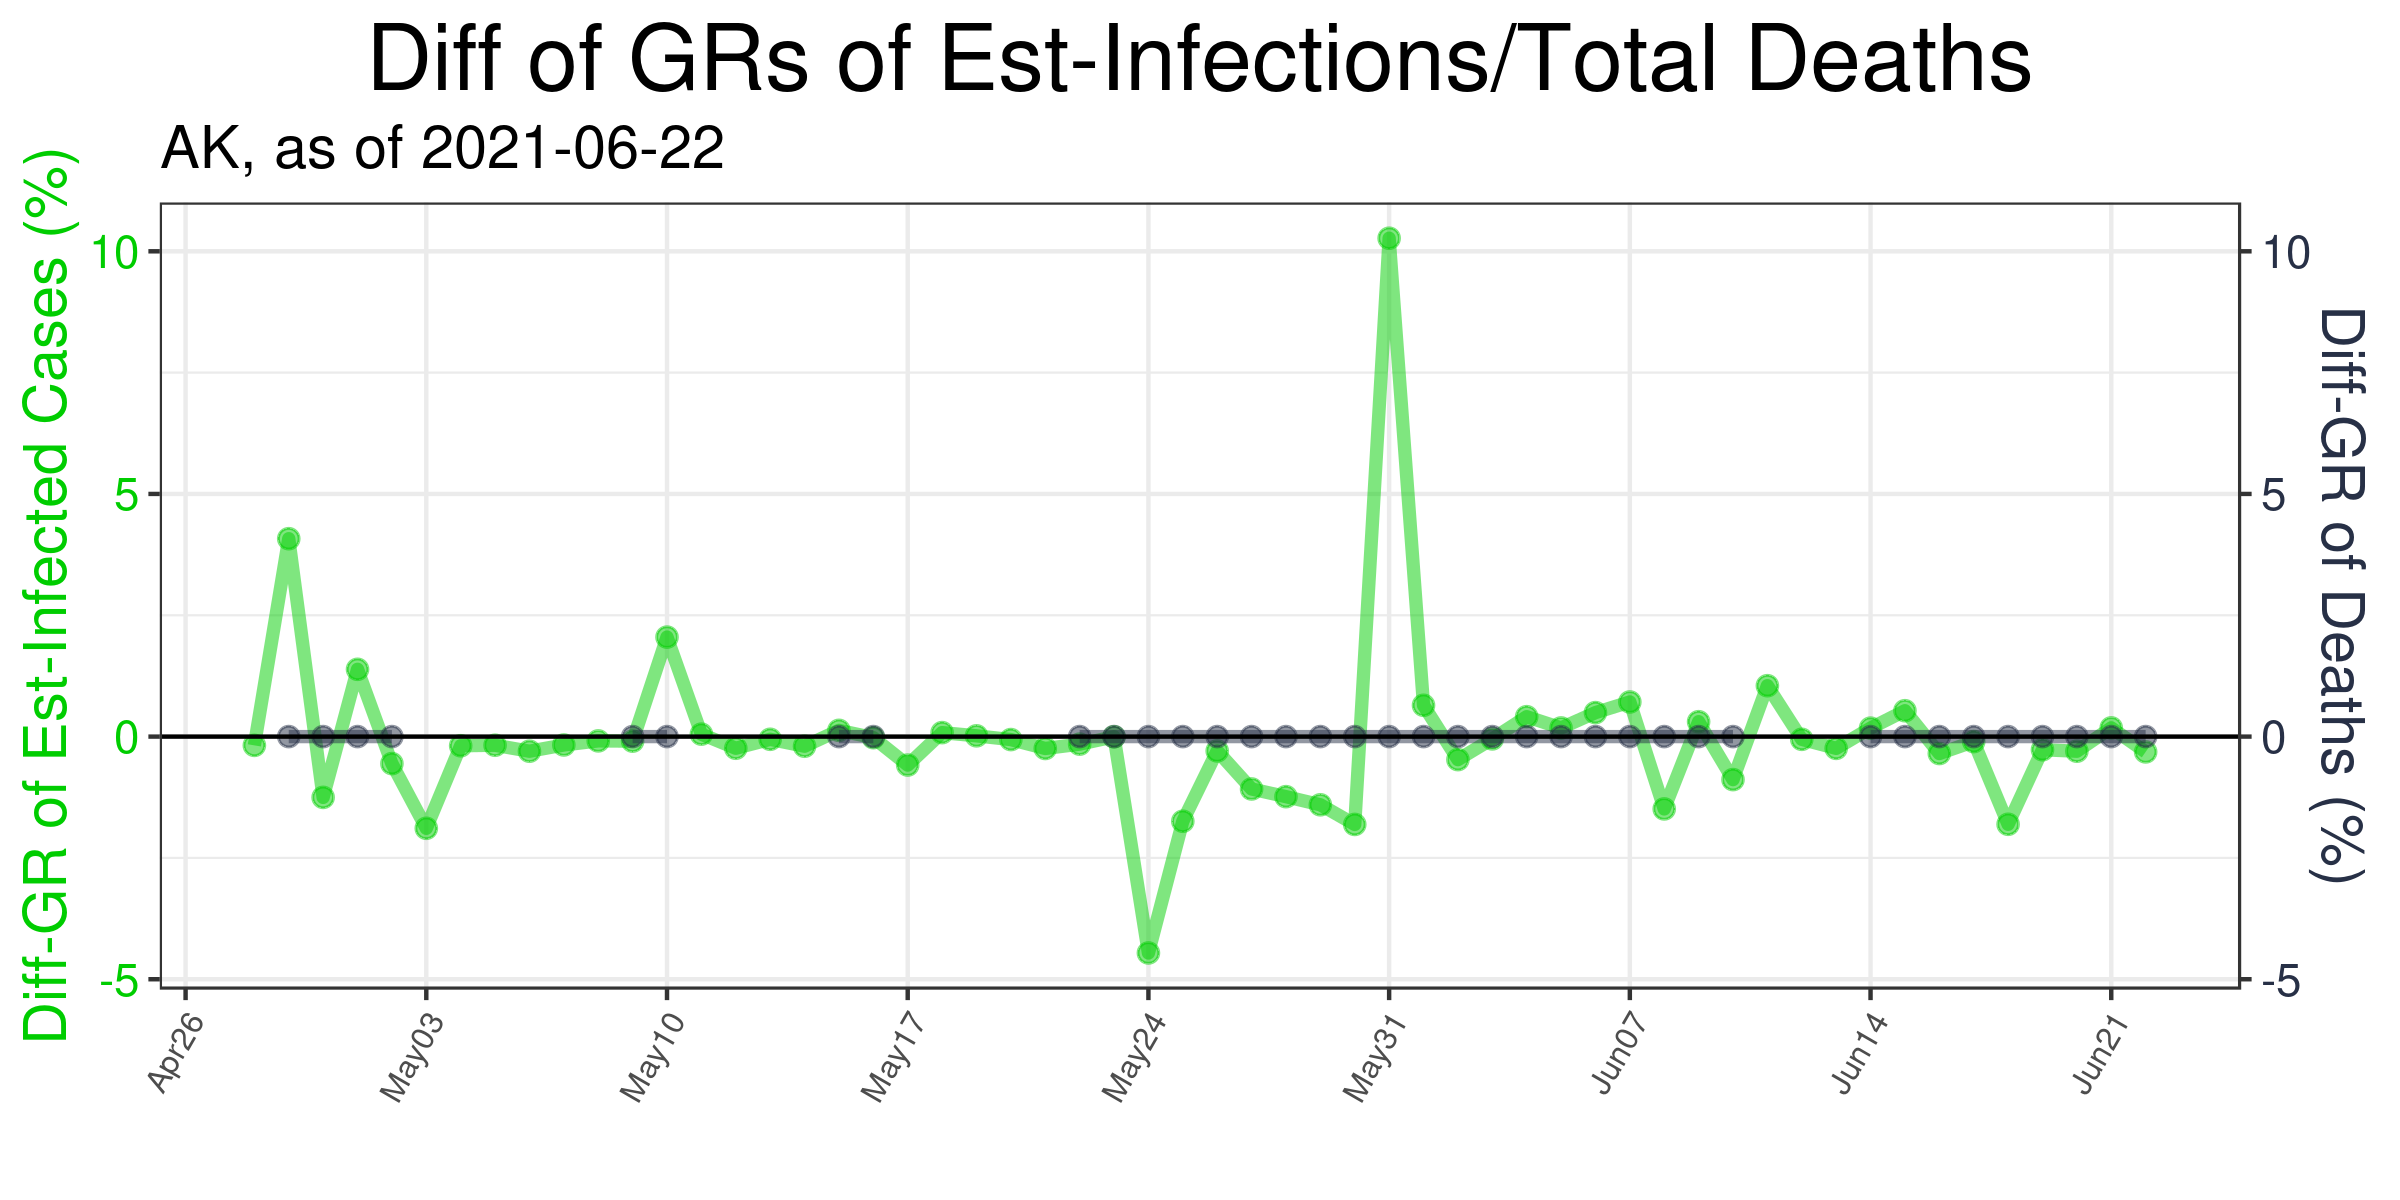 Diff of GRs of Est-Infections/Total Deaths
AK, as of 2021-06-22
Diff-GR of Est-Infected Cases (%)
10
5
0
-5
10
5
0
-5
Diff-GR of Deaths (%)
Apr26
May03
May10
May17
May24
May31
Jun07
Jun14
Jun21